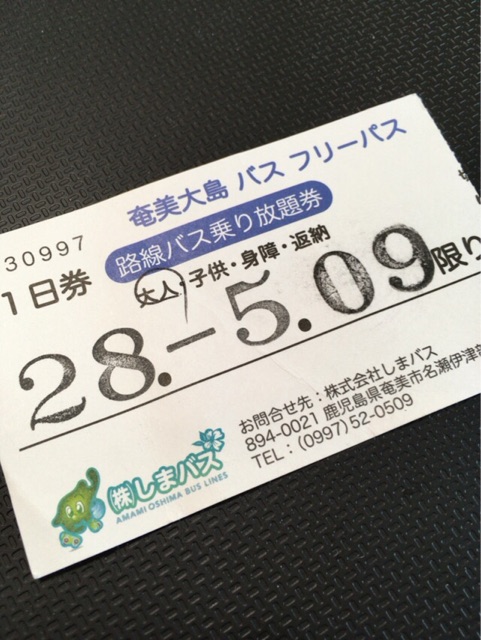 奄美大島 バス フリーパス
30997
路線バス乗り放題券
1日券
大人・子供・身障・返納
28.-5.09限り
お問合せ先：株式会社しまバス
894-0021 鹿児島県奄美市名瀬伊津部
TEL：(0997)52-0509
(株)しまバス
AMAMI OSHIMA BUS LINES